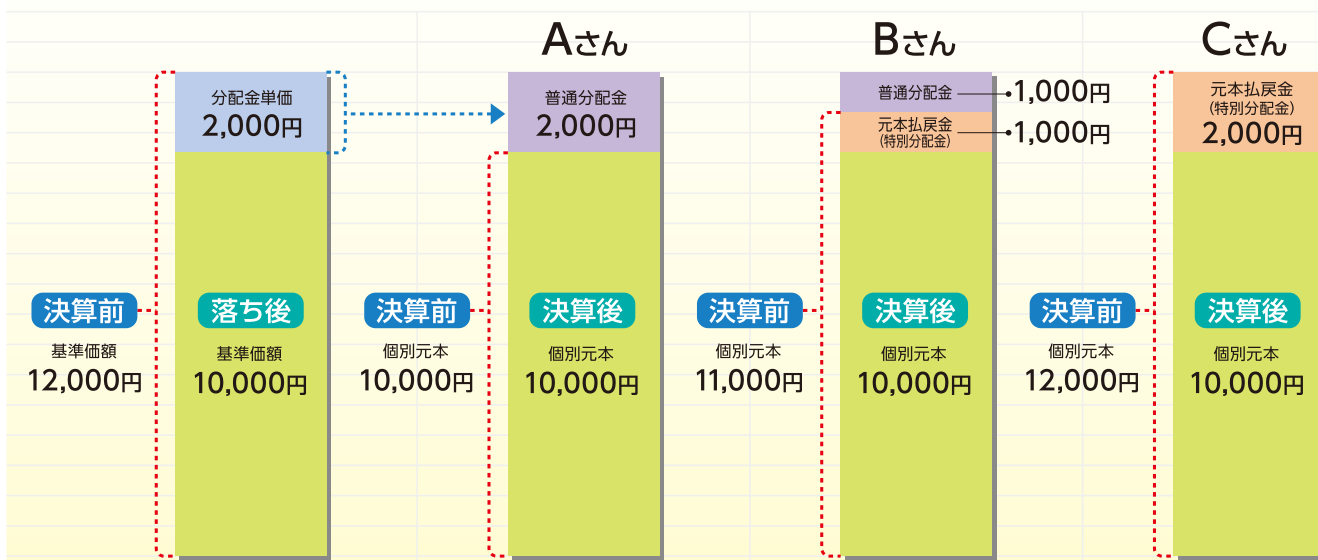 分配金単価
2,000円
決算前
基準価額
12,000円
落ち後
基準価額
10,000円
Aさん
普通分配金
2,000円
決算前
個別元本
10,000円
決算後
個別元本
10,000円
Bさん
普通分配金
1,000円
元本払戻金
(特別分配金)
1,000円
決算前
個別元本
11,000円
決算後
個別元本
10,000円
Cさん
元本払戻金
(特別分配金)
2,000円
決算前
個別元本
12,000円
決算後
個別元本
10,000円